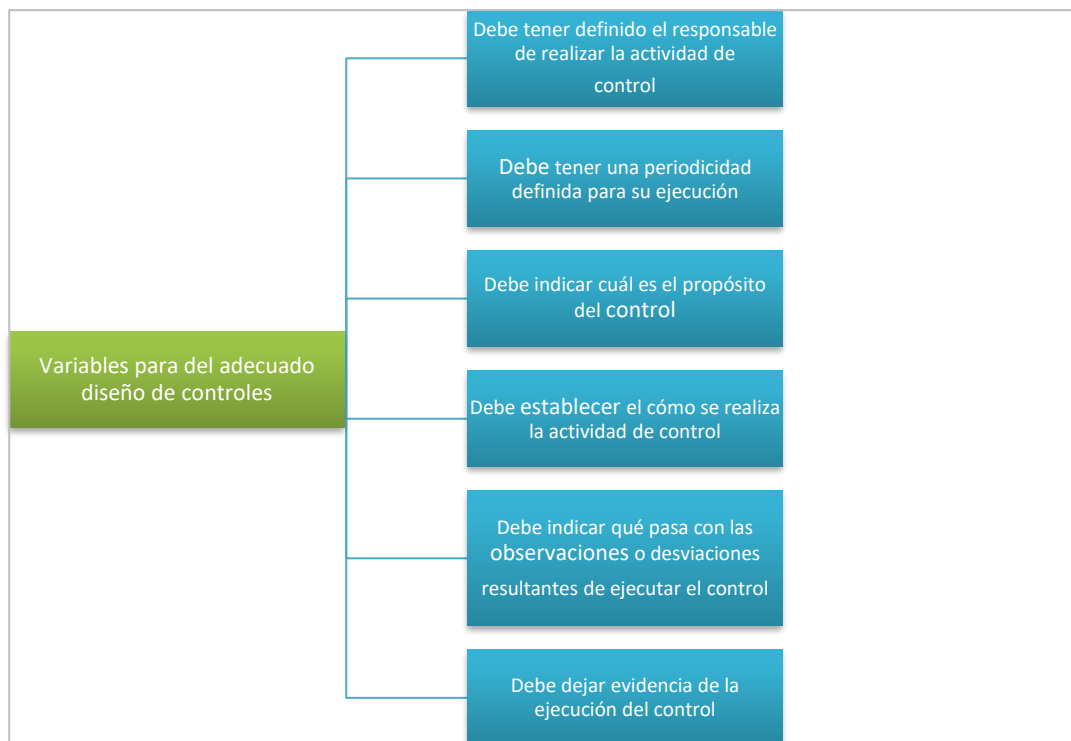 Debe tener definido el responsable
de realizar la actividad de
control
Debe tener una periodicidad
definida para su ejecución
Debe indicar cuál es el propósito
del control
Variables para del adecuado
diseño de controles
Debe establecer el cómo se realiza
la actividad de control
Debe indicar qué pasa con las
observaciones o desviaciones
resultantes de ejecutar el control
Debe dejar evidencia de la
ejecución del control